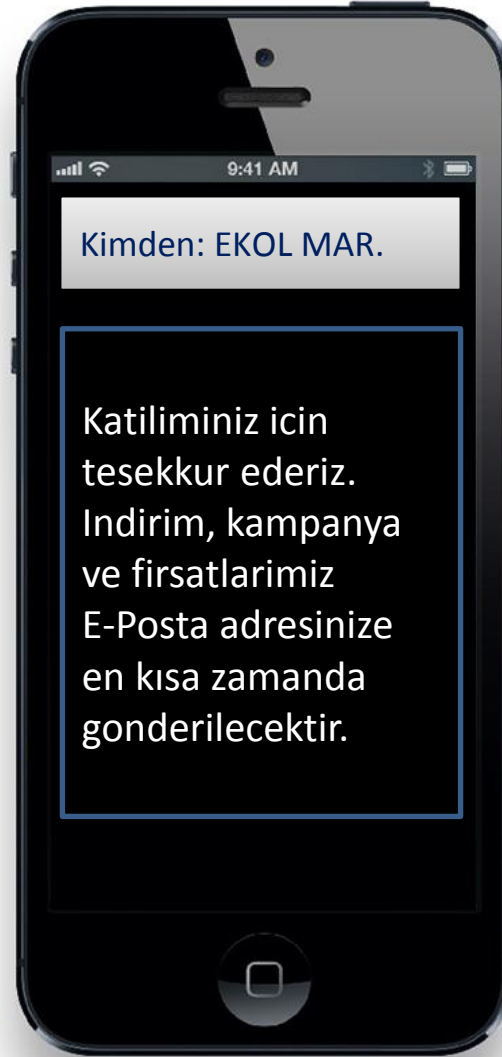 9:41 AM
Kimden: EKOL MAR.
Katiliminiz icin
tesekkur ederiz.
Indirim, kampanya
ve firsatlarimiz
E-Posta adresinize
en kısa zamanda
gonderilecektir.